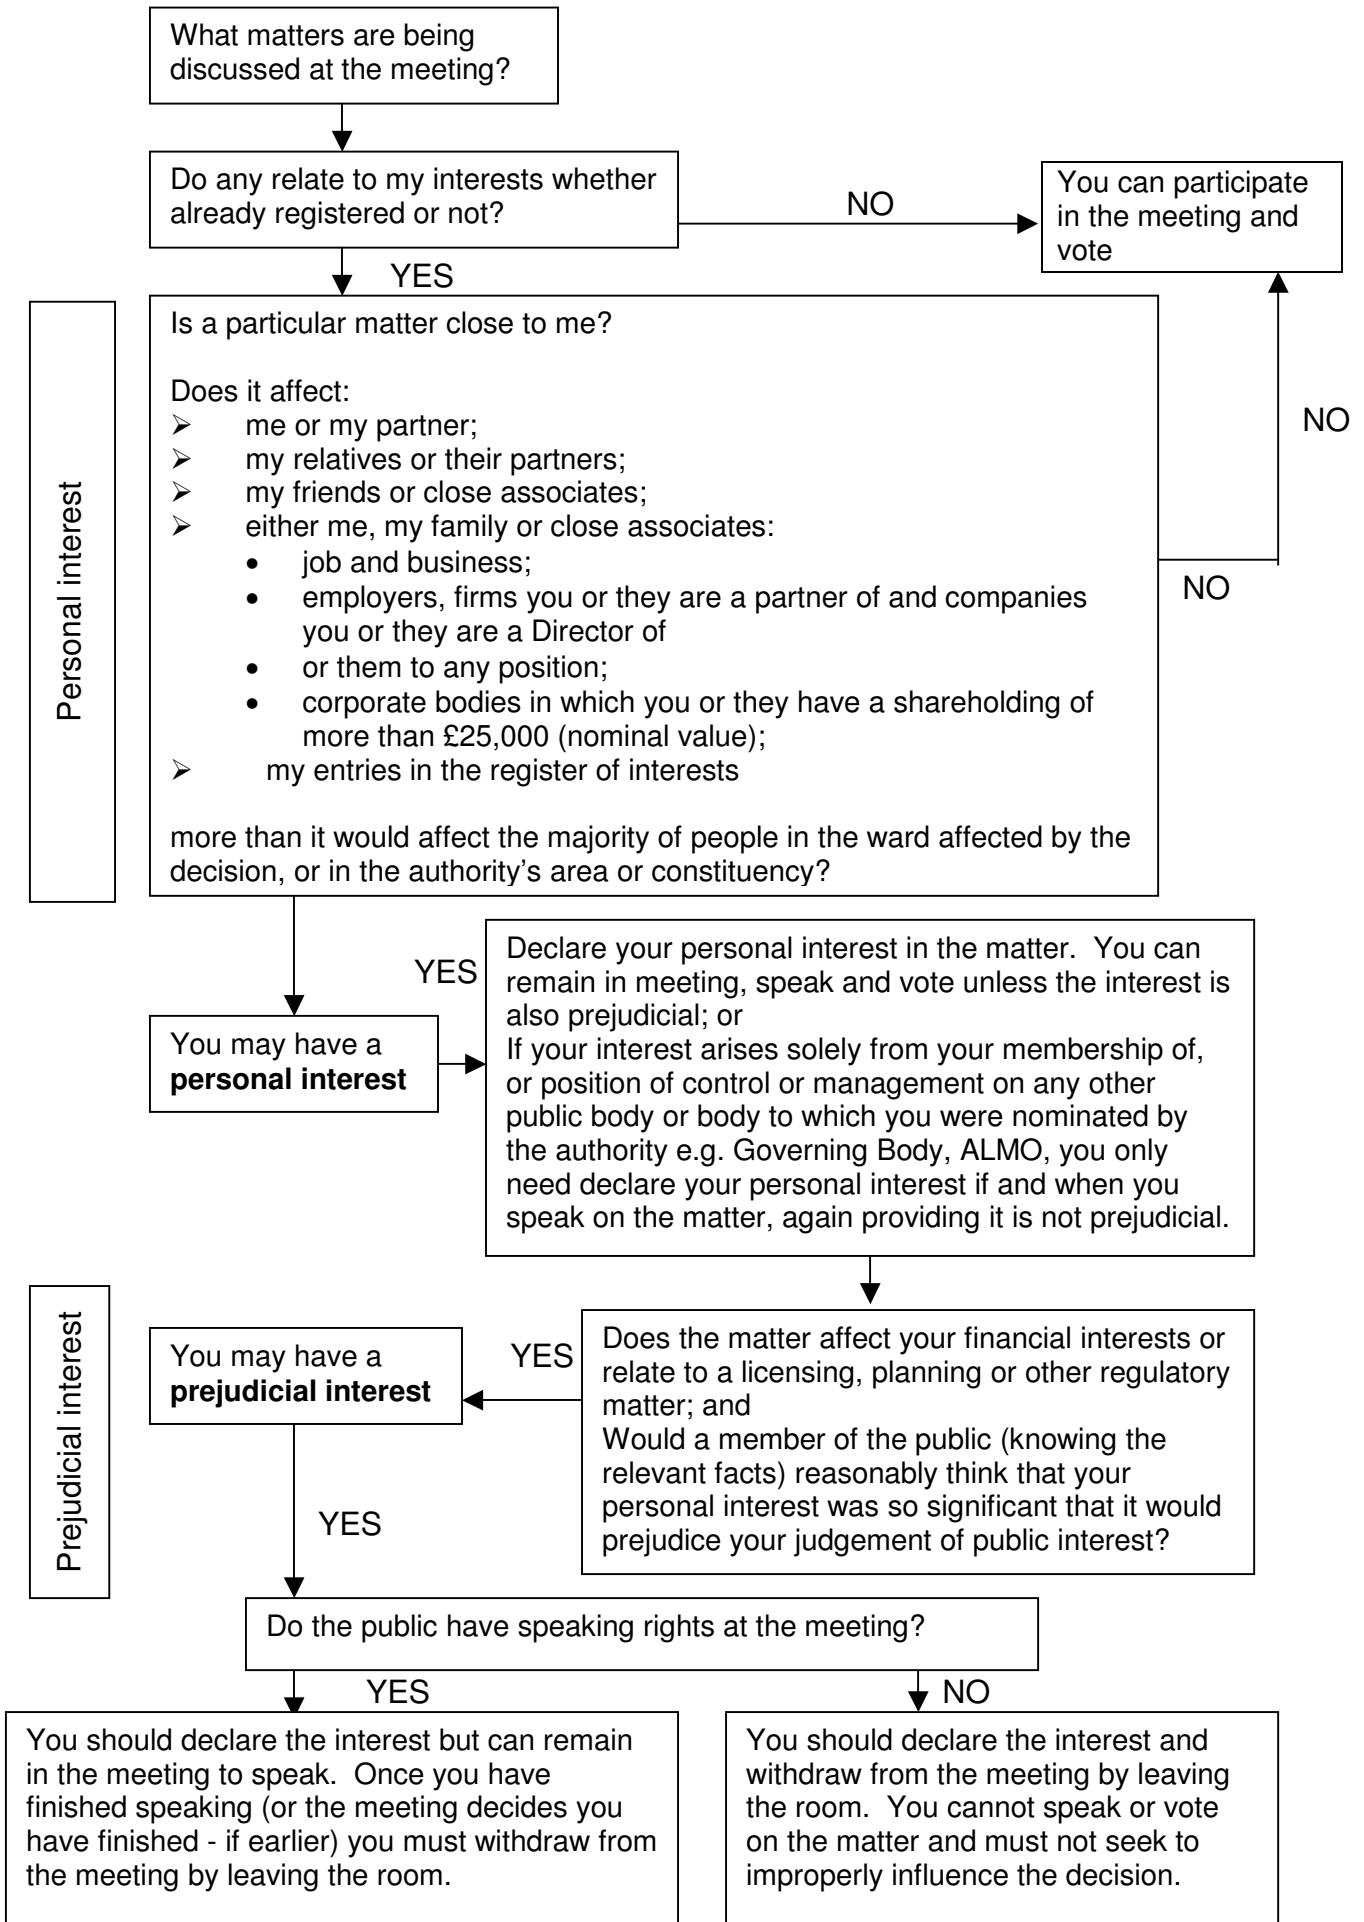 What matters are being
discussed at the meeting?
Do any relate to my interests whether
already registered or not?
NO
You can participate
in the meeting and
vote
YES
Personal interest
Is a particular matter close to me?
Does it affect:
➢ me or my partner;
➢ my relatives or their partners;
➢ my friends or close associates;
➢ either me, my family or close associates:
• job and business;
• employers, firms you or they are a partner of and companies
you or they are a Director of
• or them to any position;
• corporate bodies in which you or they have a shareholding of
more than £25,000 (nominal value);
➢ my entries in the register of interests
more than it would affect the majority of people in the ward affected by the
decision, or in the authority's area or constituency?
NO
NO
You may have a
personal interest
YES
Declare your personal interest in the matter. You can
remain in meeting, speak and vote unless the interest is
also prejudicial; or
If your interest arises solely from your membership of,
or position of control or management on any other
public body or body to which you were nominated by
the authority e.g. Governing Body, ALMO, you only
need declare your personal interest if and when you
speak on the matter, again providing it is not prejudicial.
Prejudicial interest
You may have a
prejudicial interest
YES
Does the matter affect your financial interests or
relate to a licensing, planning or other regulatory
matter; and
Would a member of the public (knowing the
relevant facts) reasonably think that your
personal interest was so significant that it would
prejudice your judgement of public interest?
YES
Do the public have speaking rights at the meeting?
YES
NO
You should declare the interest but can remain
in the meeting to speak. Once you have
finished speaking (or the meeting decides you
have finished - if earlier) you must withdraw from
the meeting by leaving the room.
You should declare the interest and
withdraw from the meeting by leaving
the room. You cannot speak or vote
on the matter and must not seek to
improperly influence the decision.